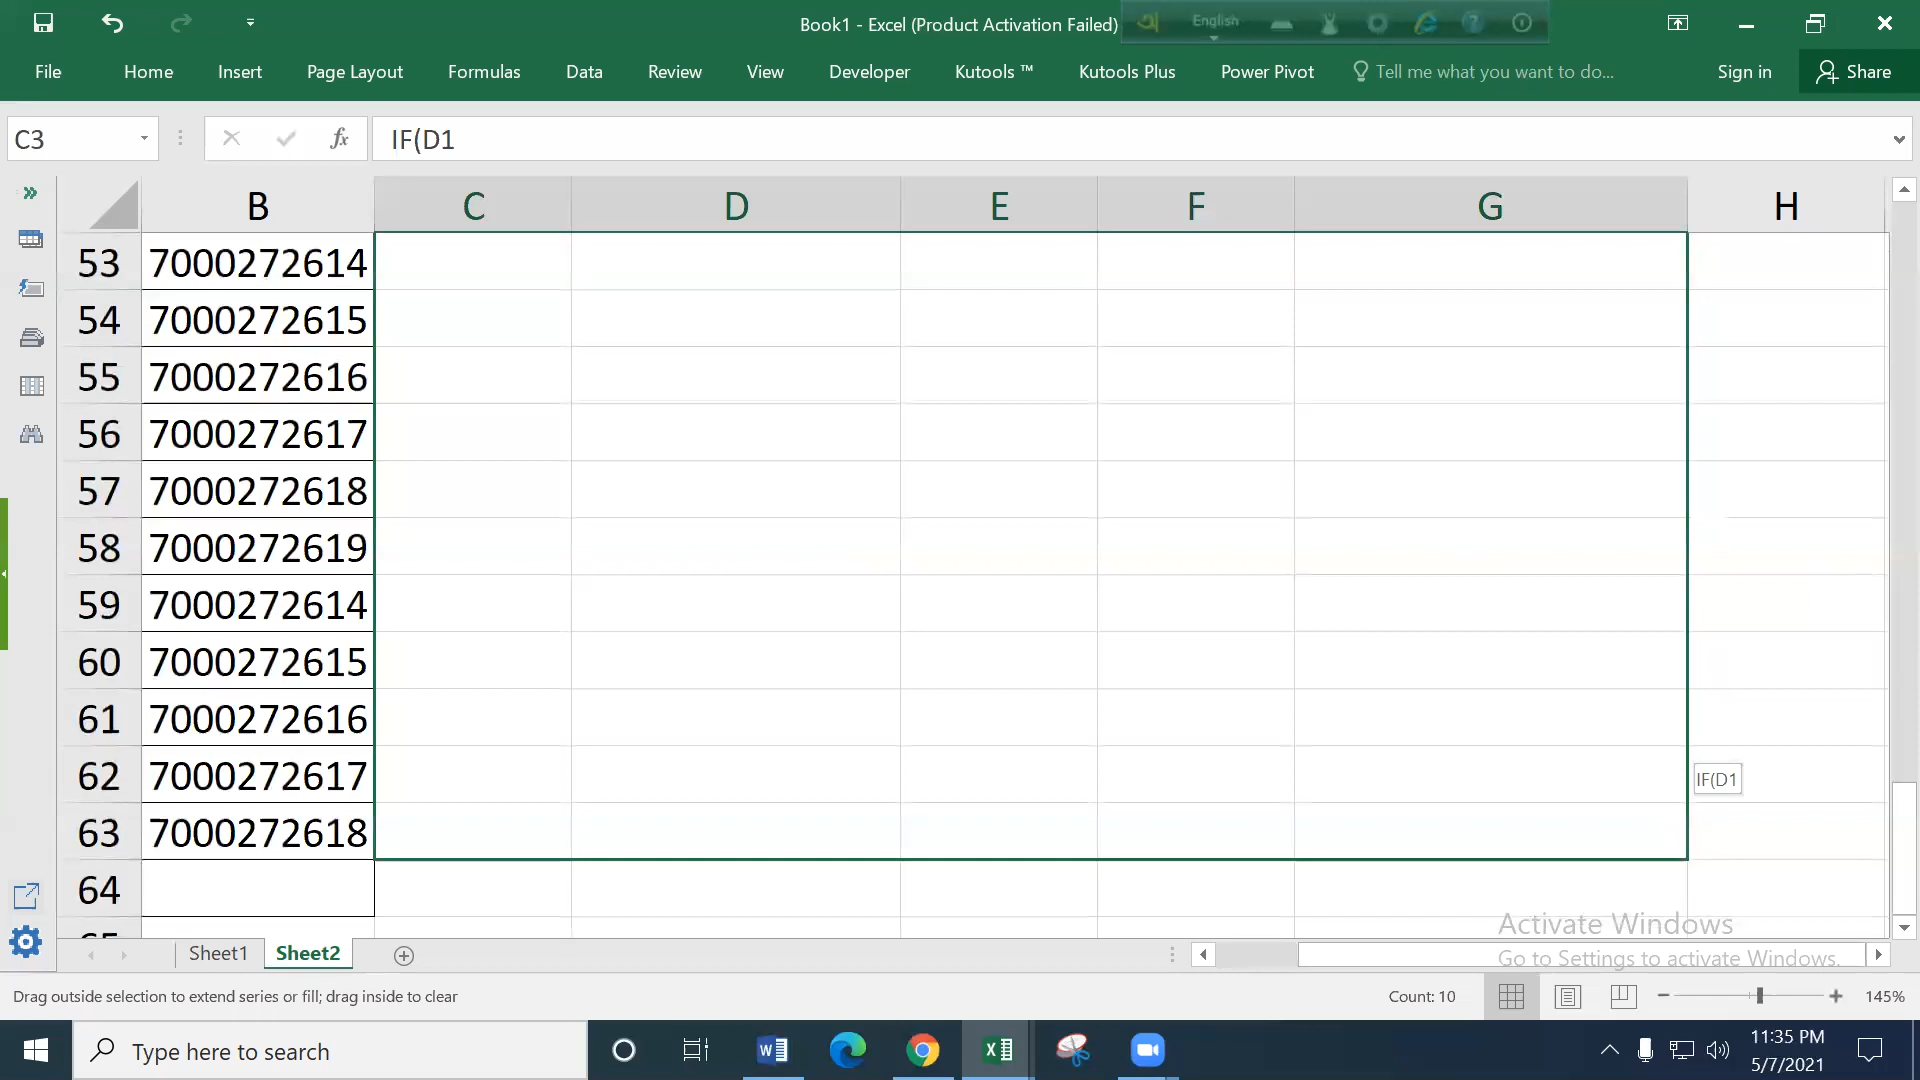 Book1 - Excel (Product Activation Failed)
English
File Home Insert Page Layout Formulas Data Review View Developer Kutools ™ Kutools Plus Power Pivot Tell me what you want to do... Sign in Share
C3 fx IF(D1
B C D E F G H
53 7000272614
54 7000272615
55 7000272616
56 7000272617
57 7000272618
58 7000272619
59 7000272614
60 7000272615
61 7000272616
62 7000272617
IF(D1
63 7000272618
64
Activate Windows
Go to Settings to activate Windows.
Sheet1 Sheet2
Drag outside selection to extend series or fill; drag inside to clear
Count: 10
145%
Type here to search
11:35 PM
5/7/2021